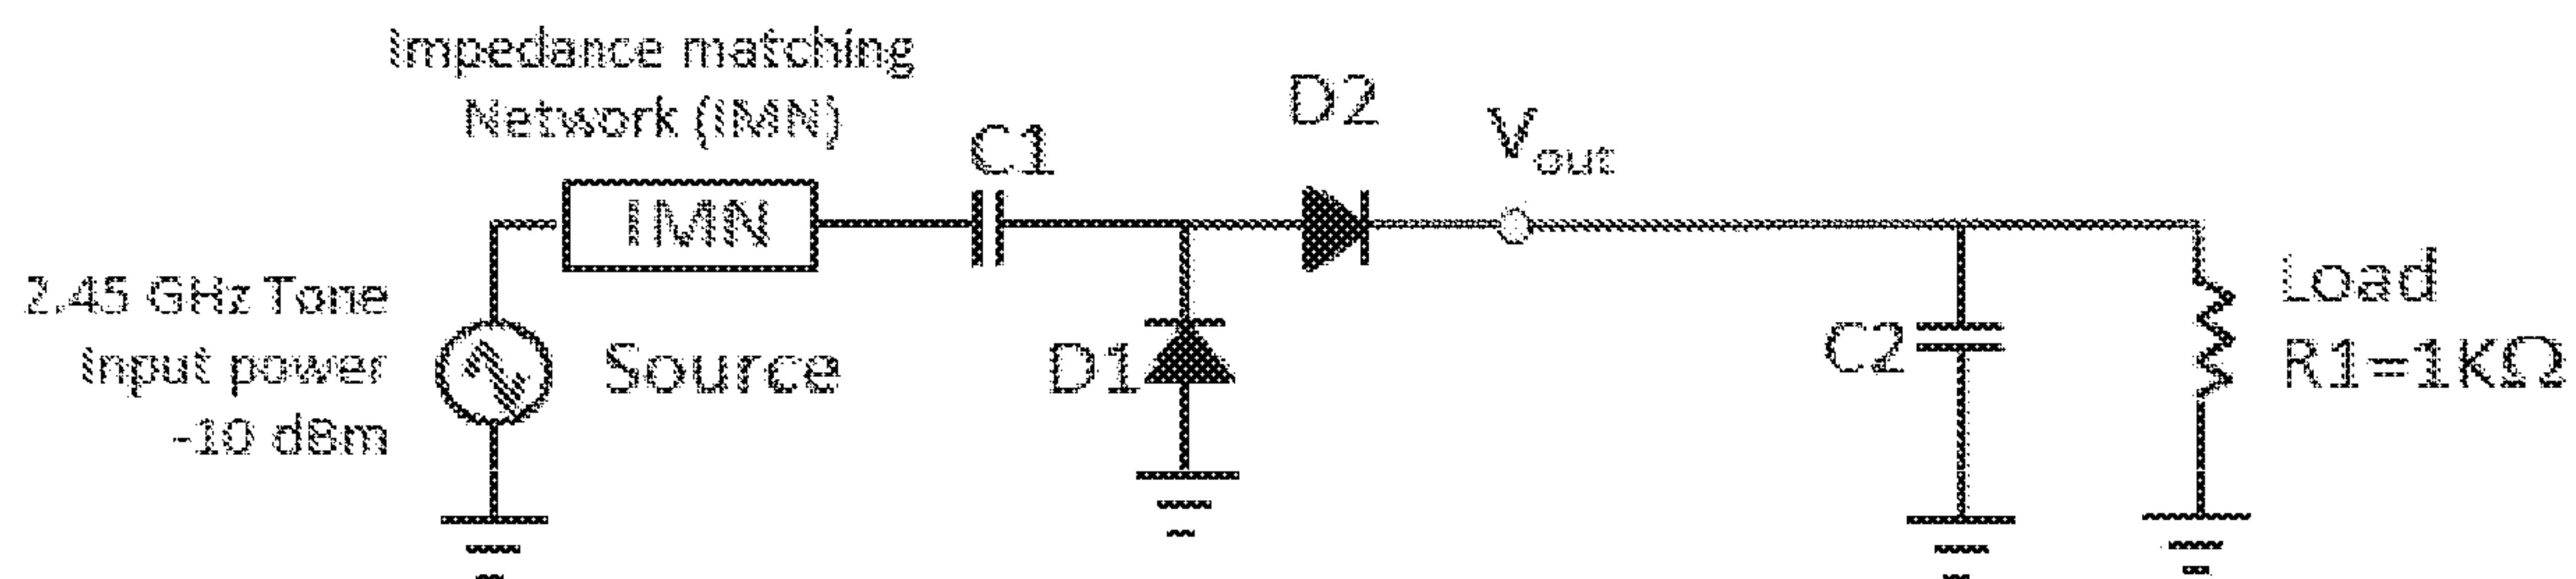 Impedance matching
Network (IMN)
IMN
C1
D2
Vout
2.45 GHz Tone
Input power
-10 dBm
Source
D1
C2
Load
R1=1KΩ